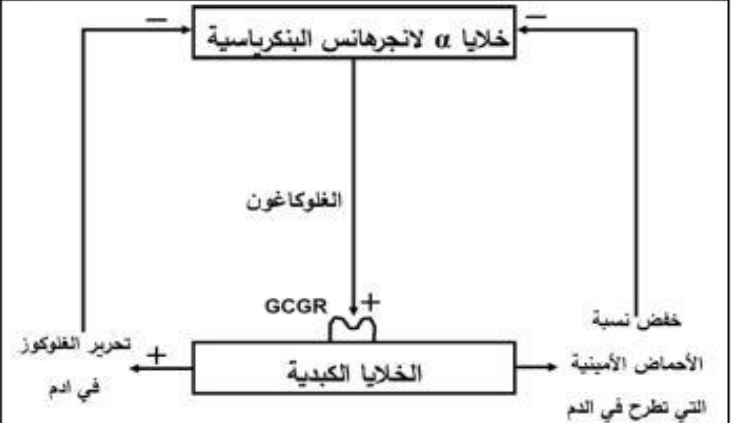 خلايا α لانجرهانس البنكرياسية
الغلوكاغون
GCGR
خفض نسبة
الأحماض الأمينية
التي تطرح في الدم
تحرير الغلوكوز
في ادم
الخلايا الكبدية